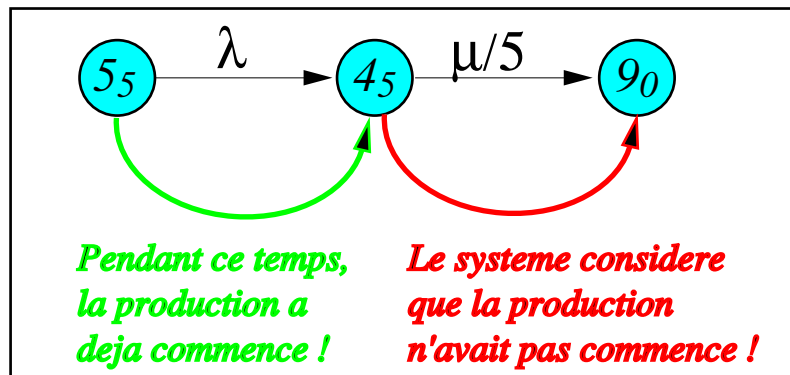 λ
μ/5
5₅
4₅
9₀
Pendant ce temps,
la production a
deja commence !
Le systeme considere
que la production
n'avait pas commence !